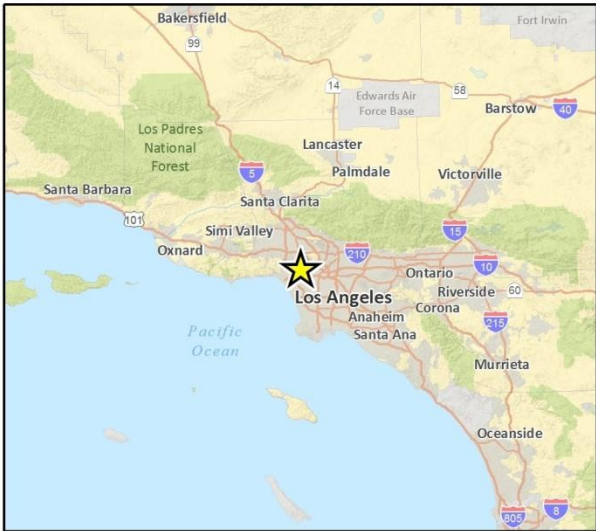 Bakersfield
Fort Irwin
99
14
58
Edwards Air
Force Base
Barstow
40
Los Padres
National
Forest
Lancaster
Palmdale
Victorville
5
Santa Barbara
Santa Clarita
101
Simi Valley
15
Oxnard
210
Ontario
10
Los Angeles
Riverside
60
Corona
Anaheim
215
Santa Ana
Pacific
Ocean
Murrieta
Oceanside
805
8